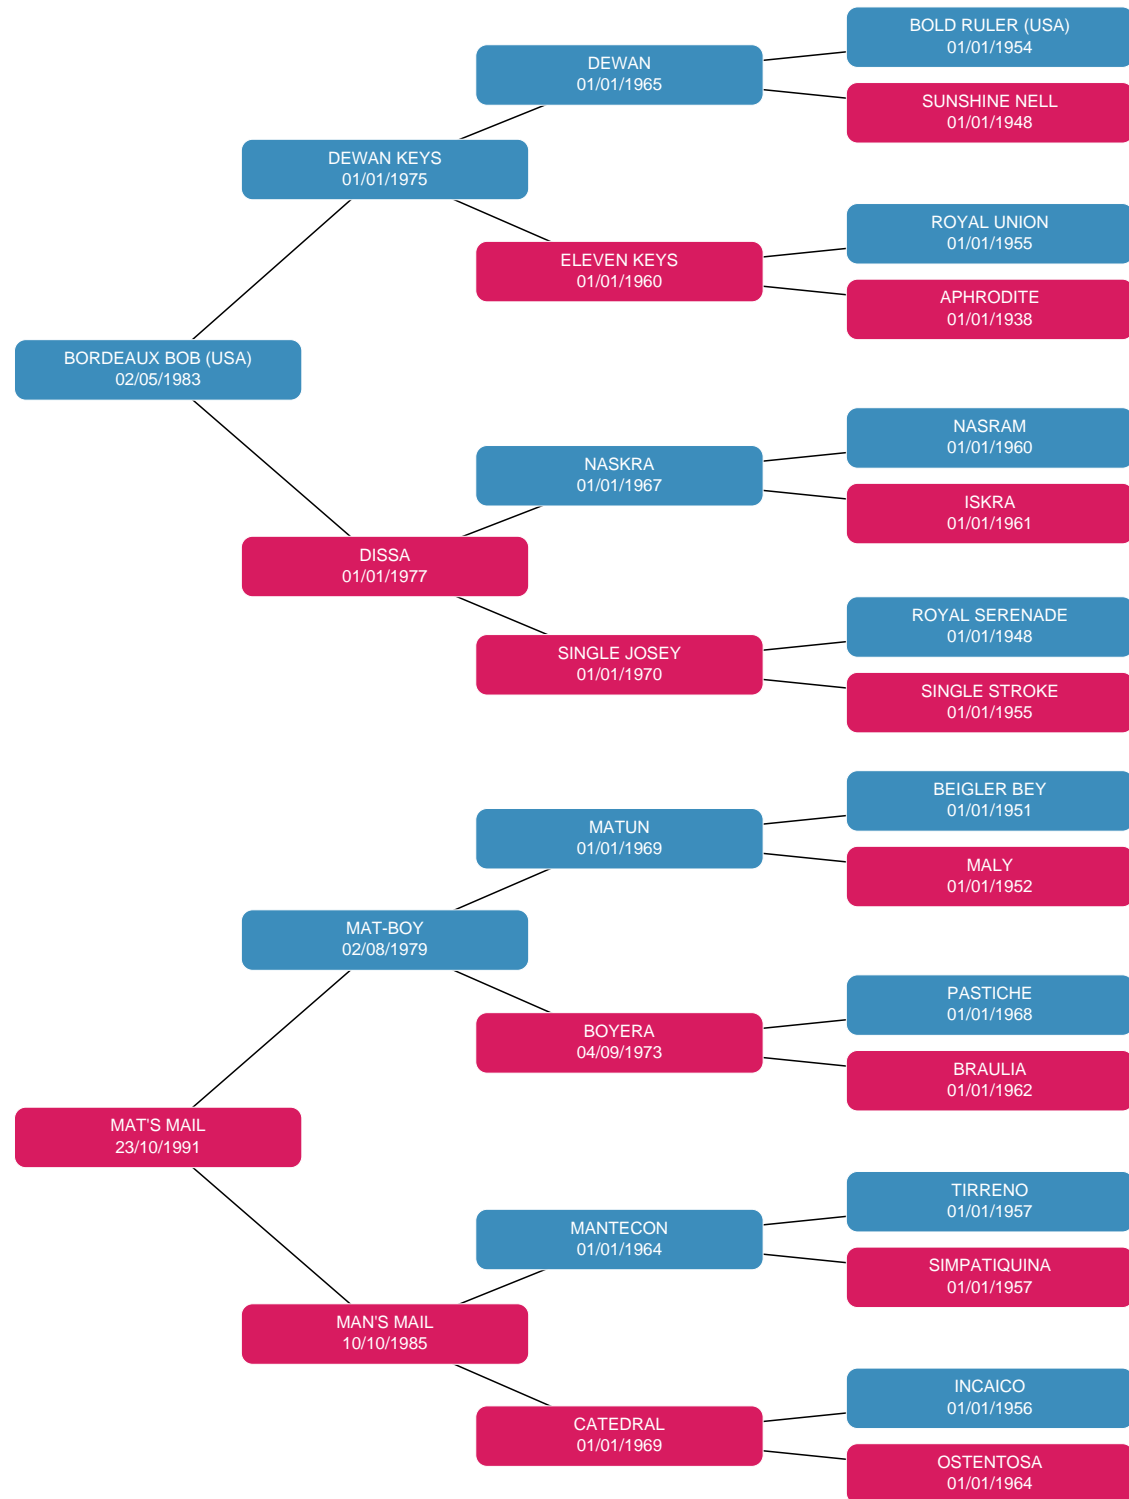 BOLD RULER (USA)
01/01/1954
DEWAN
01/01/1965
SUNSHINE NELL
01/01/1948
DEWAN KEYS
01/01/1975
ROYAL UNION
01/01/1955
ELEVEN KEYS
01/01/1960
APHRODITE
01/01/1938
BORDEAUX BOB (USA)
02/05/1983
NASRAM
01/01/1960
NASKRA
01/01/1967
ISKRA
01/01/1961
DISSA
01/01/1977
ROYAL SERENADE
01/01/1948
SINGLE JOSEY
01/01/1970
SINGLE STROKE
01/01/1955
BEIGLER BEY
01/01/1951
MATUN
01/01/1969
MALY
01/01/1952
MAT-BOY
02/08/1979
PASTICHE
01/01/1968
BOYERA
04/09/1973
BRAULIA
01/01/1962
MAT'S MAIL
23/10/1991
TIRRENO
01/01/1957
MANTECON
01/01/1964
SIMPATIQUINA
01/01/1957
MAN'S MAIL
10/10/1985
INCAICO
01/01/1956
CATEDRAL
01/01/1969
OSTENTOSA
01/01/1964